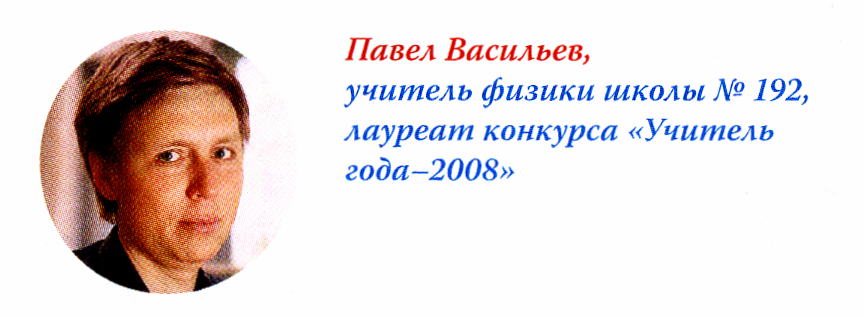 Павел Васильев,
учитель физики школы № 192,
лауреат конкурса «Учитель
года–2008»